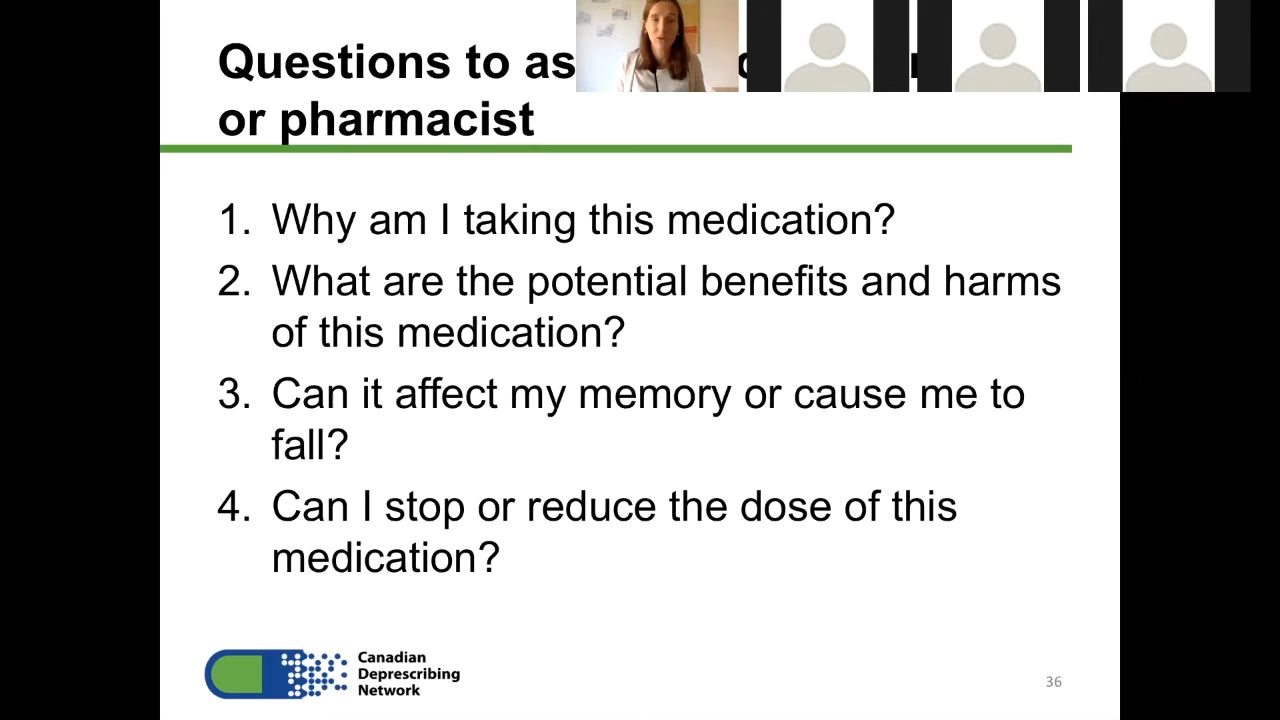 Questions to as
or pharmacist
1. Why am I taking this medication?
2. What are the potential benefits and harms
of this medication?
3. Can it affect my memory or cause me to
fall?
4. Can I stop or reduce the dose of this
medication?
Canadian
Deprescribing
Network
36